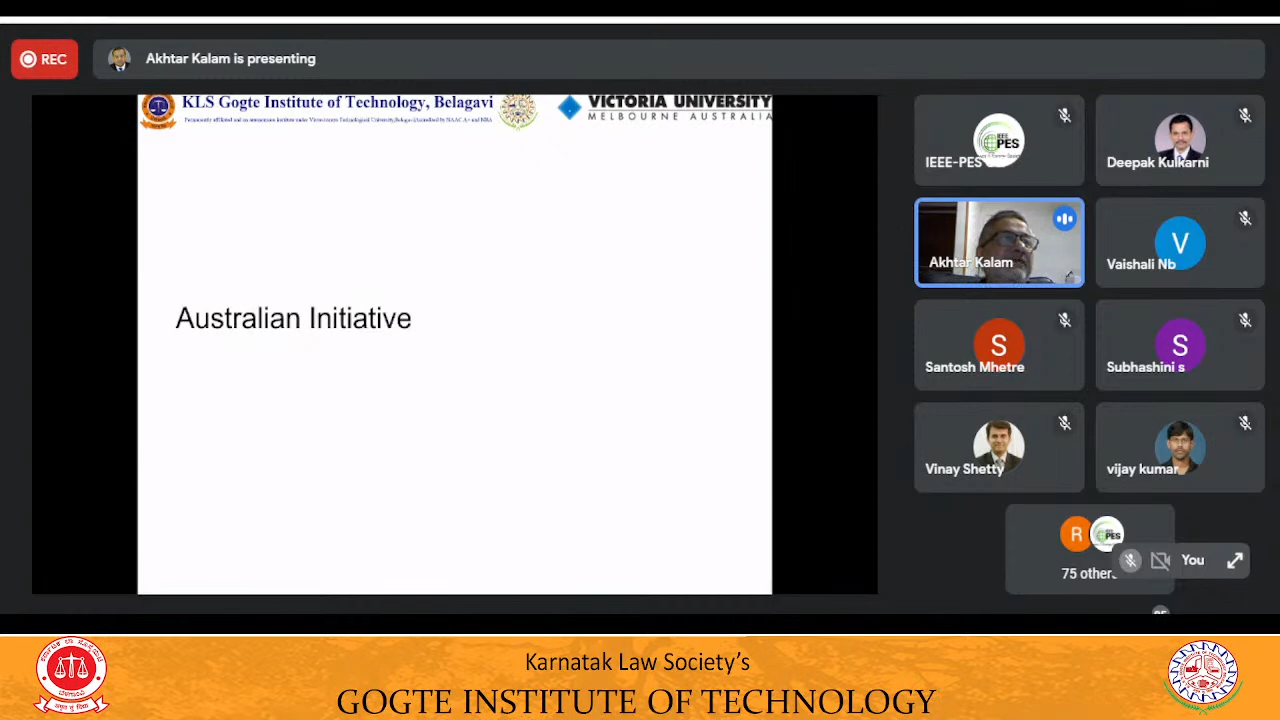 REC
Akhtar Kalam is presenting
KLS Gogte Institute of Technology, Belagavi
VICTORIA UNIVERSITY
MELBOURNE AUSTRALIA
Australian Initiative
IEEE-PES
Deepak Kulkarni
Akhtar Kalam
V
Vaishali Nb
S
Santosh Mhetre
S
Subhashini s
Vinay Shetty
vijay kumar
R
PES
75 others
You
Karnatak Law Society's
GOGTE INSTITUTE OF TECHNOLOGY